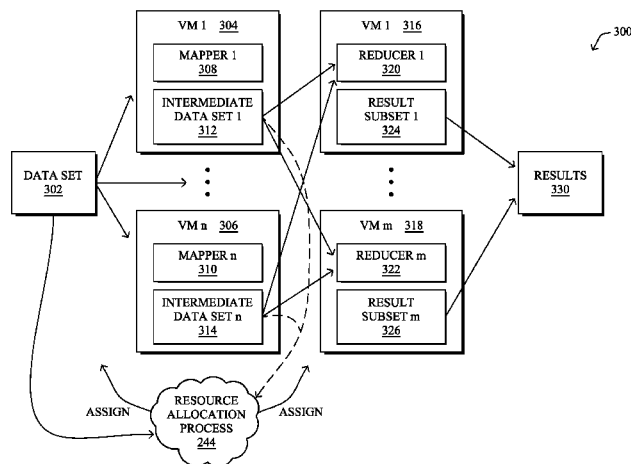 VM 1 304
MAPPER 1
308
INTERMEDIATE
DATA SET 1
312
VM 1 316
REDUCER 1
320
RESULT
SUBSET 1
324
300
DATA SET
302
RESULTS
330
VM n 306
MAPPER n
310
INTERMEDIATE
DATA SET n
314
VM m 318
REDUCER m
322
RESULT
SUBSET m
326
ASSIGN
RESOURCE
ALLOCATION
PROCESS
244
ASSIGN